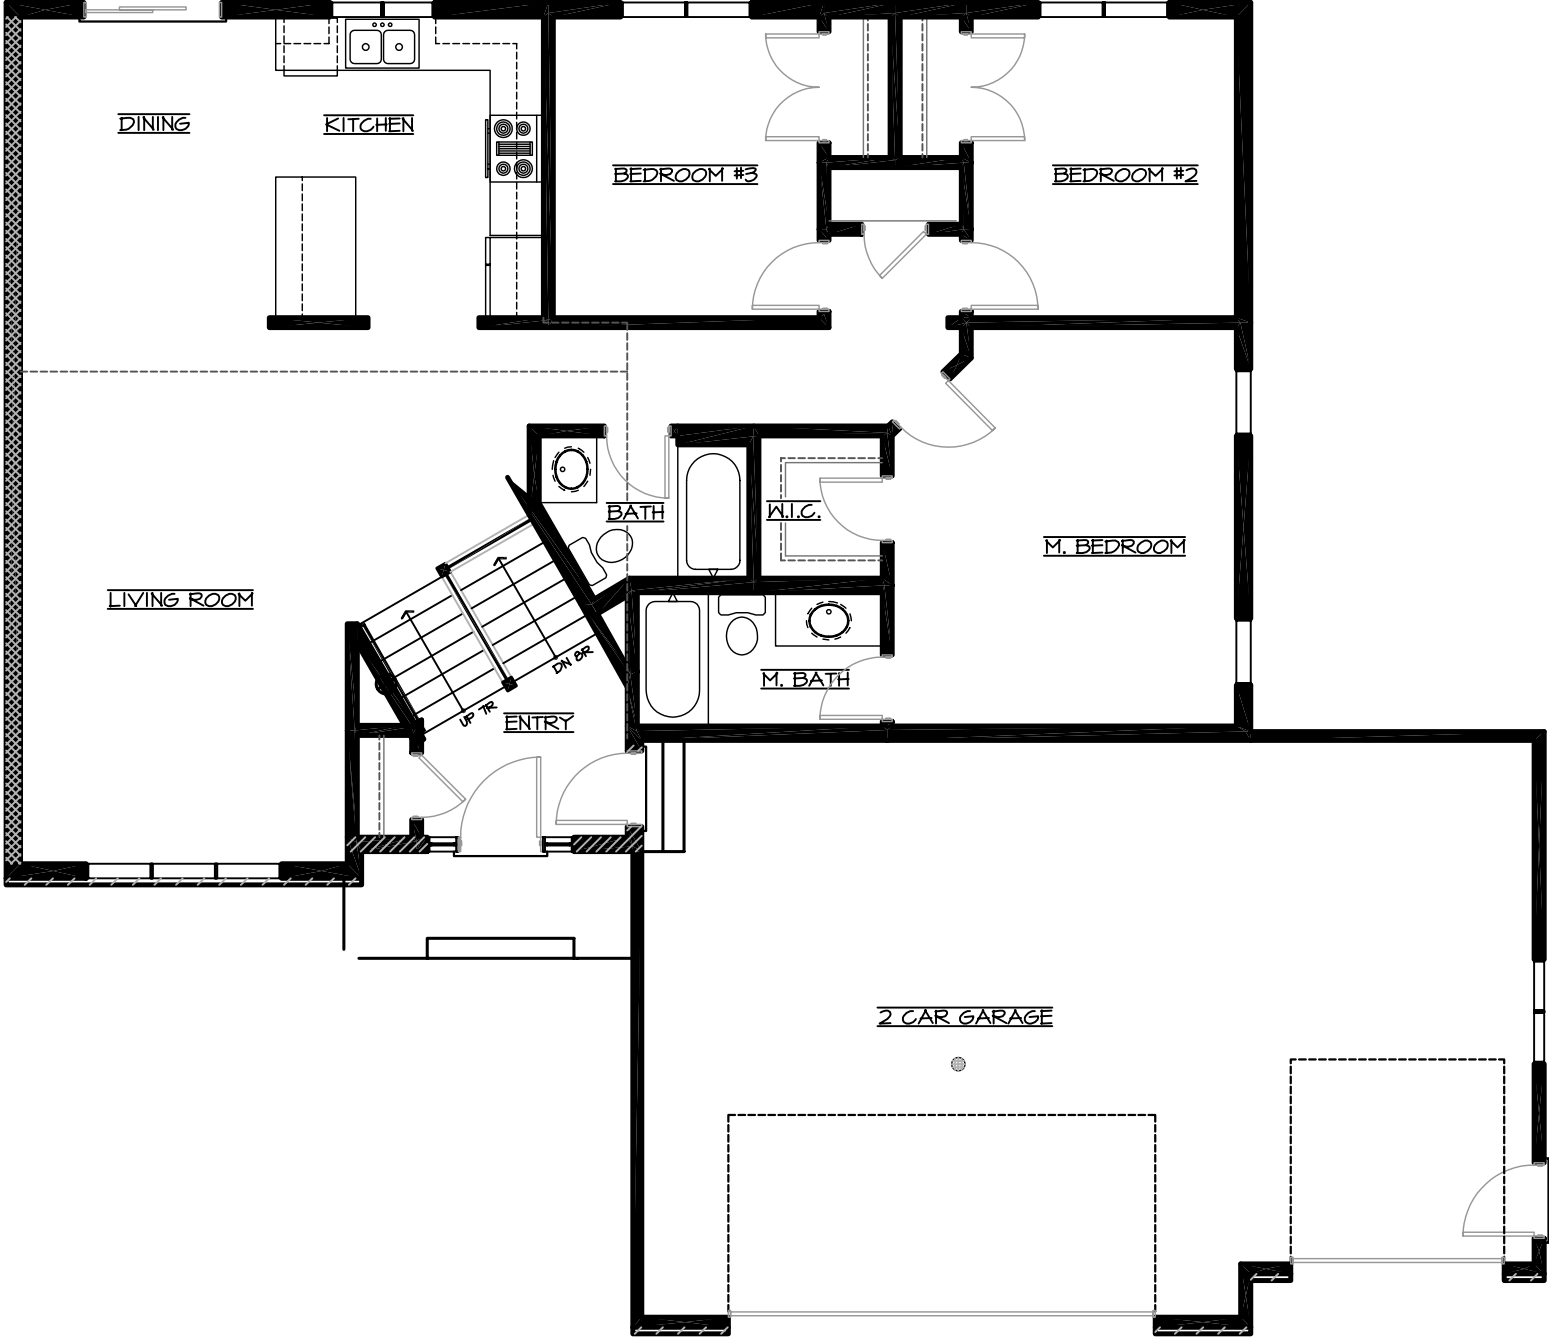 DINING
KITCHEN
BEDROOM #3
BEDROOM #2
BATH
W.I.C.
M. BEDROOM
LIVING ROOM
DN 8R
M. BATH
UP 7R
ENTRY
2 CAR GARAGE